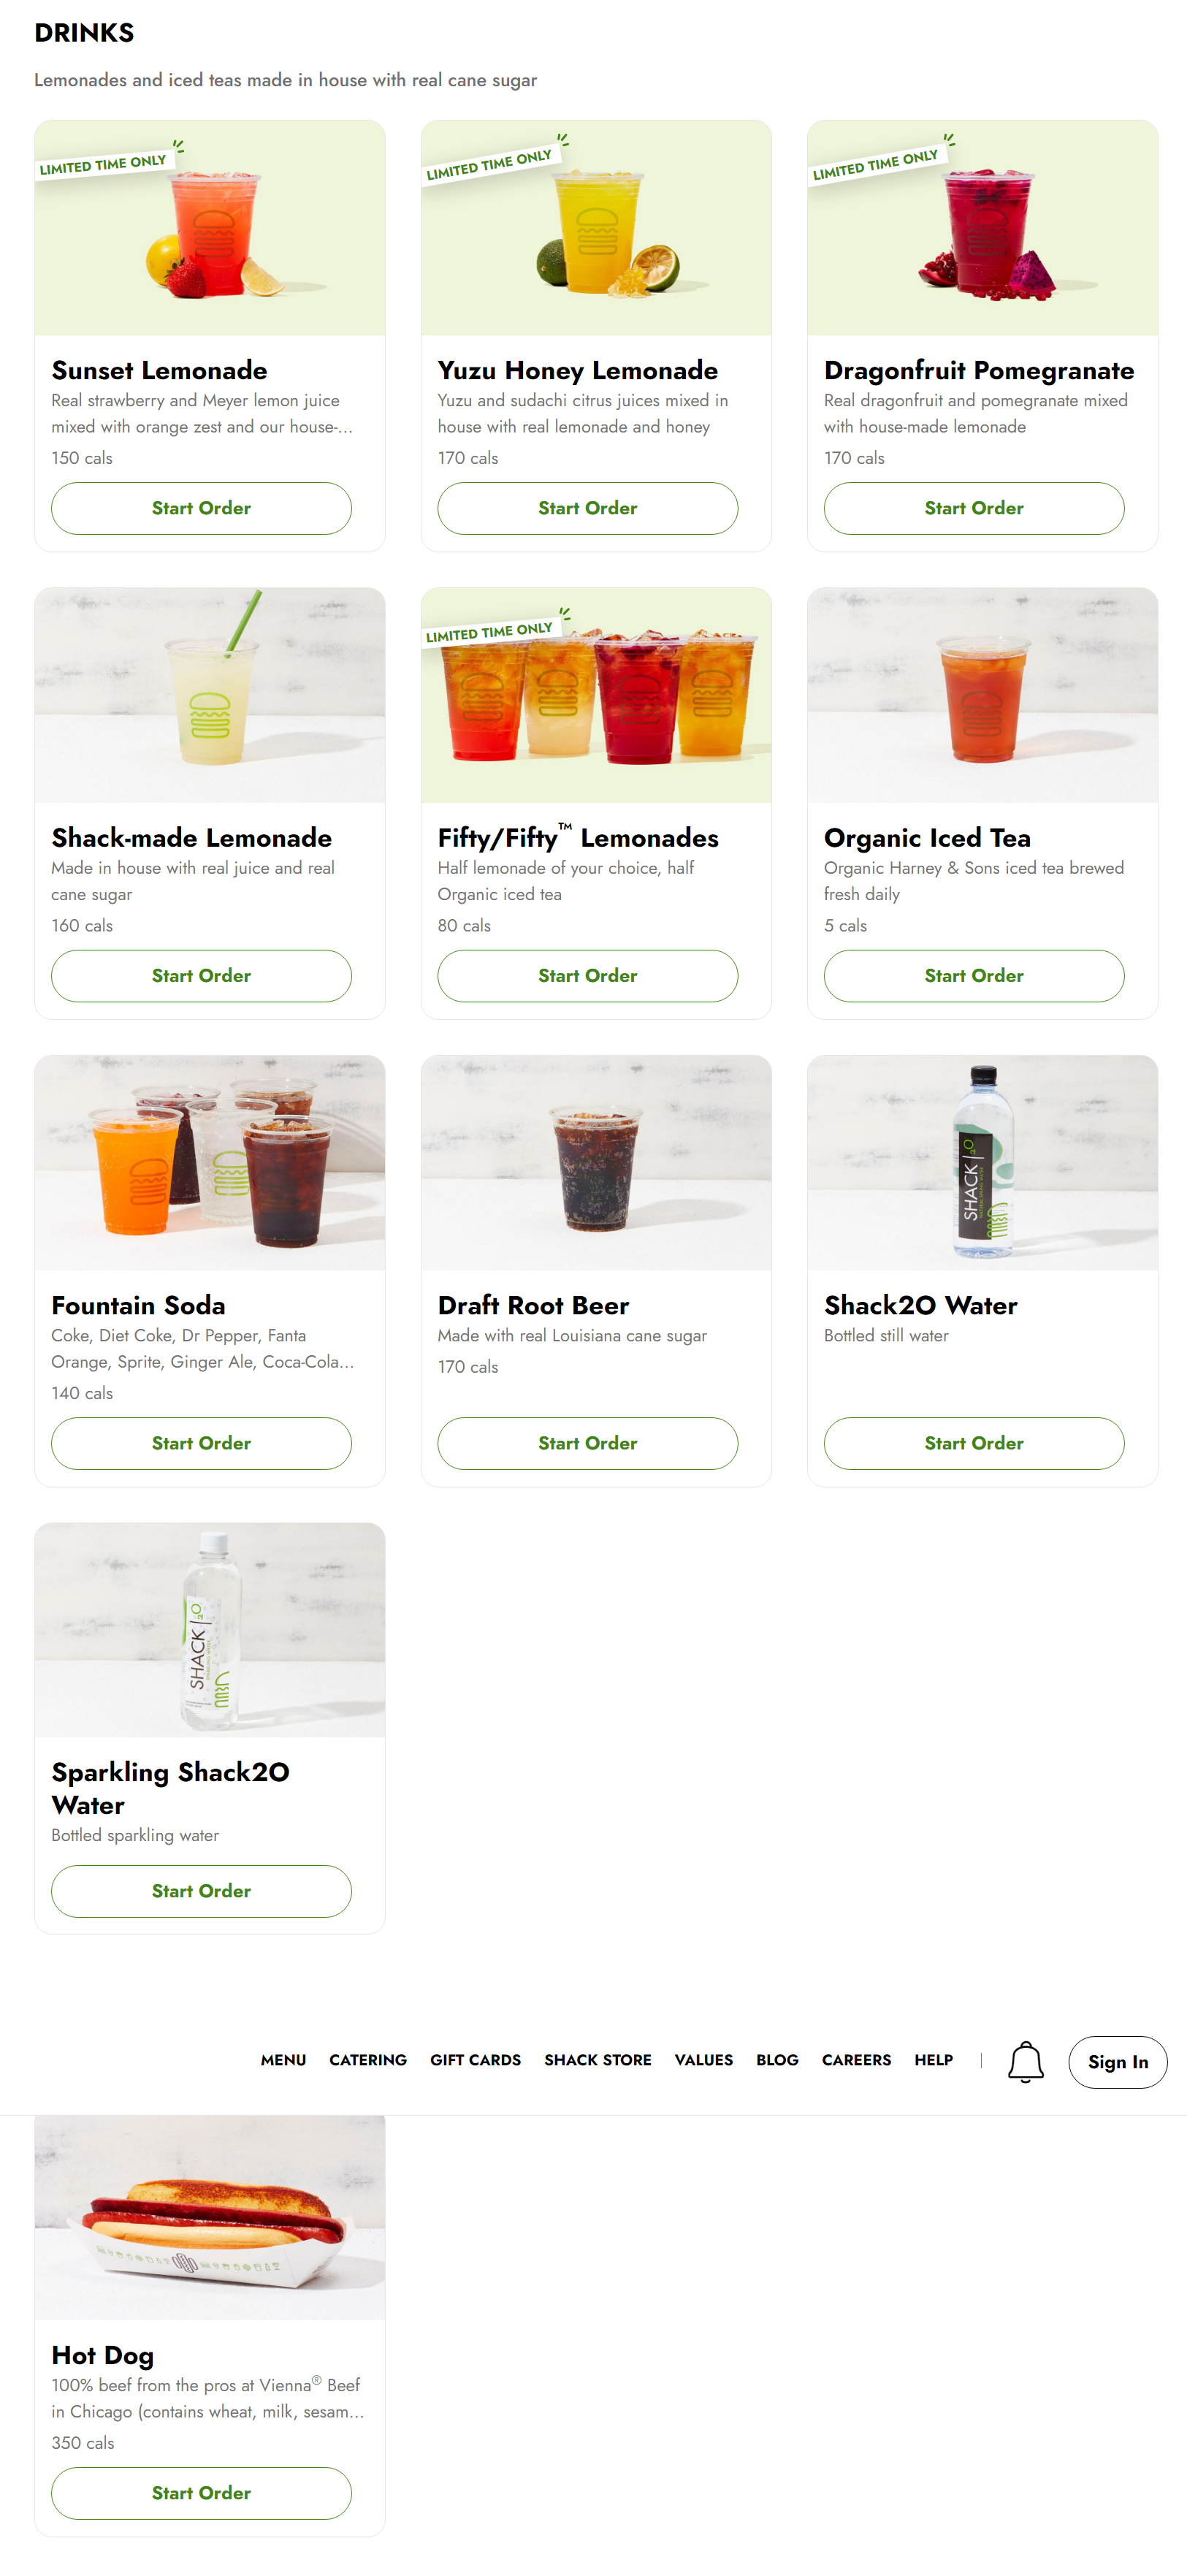 DRINKS
Lemonades and iced teas made in house with real cane sugar
LIMITED TIME ONLY
Sunset Lemonade
Real strawberry and Meyer lemon juice
mixed with orange zest and our house-...
150 cals
Start Order
LIMITED TIME ONLY
Yuzu Honey Lemonade
Yuzu and sudachi citrus juices mixed in
house with real lemonade and honey
170 cals
Start Order
LIMITED TIME ONLY
Dragonfruit Pomegranate
Real dragonfruit and pomegranate mixed
with house-made lemonade
170 cals
Start Order
Shack-made Lemonade
Made in house with real juice and real
cane sugar
160 cals
Start Order
LIMITED TIME ONLY
Fifty/Fifty™ Lemonades
Half lemonade of your choice, half
Organic iced tea
80 cals
Start Order
Organic Iced Tea
Organic Harney & Sons iced tea brewed
fresh daily
5 cals
Start Order
Fountain Soda
Coke, Diet Coke, Dr Pepper, Fanta
Orange, Sprite, Ginger Ale, Coca-Cola...
140 cals
Start Order
Draft Root Beer
Made with real Louisiana cane sugar
170 cals
Start Order
SHACK 2O
Shack2O Water
Bottled still water
Start Order
SHACK 2O
Sparkling Shack2O
Water
Bottled sparkling water
Start Order
MENU CATERING GIFT CARDS SHACK STORE VALUES BLOG CAREERS HELP Sign In
Hot Dog
100% beef from the pros at Vienna® Beef
in Chicago (contains wheat, milk, sesam...
350 cals
Start Order